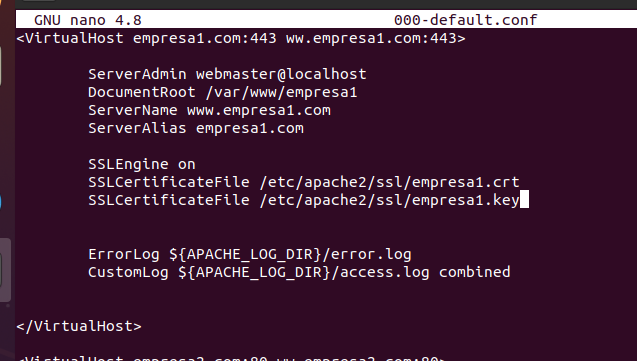 GNU nano 4.8 000-default.conf
<VirtualHost empresa1.com:443 ww.empresa1.com:443>
ServerAdmin webmaster@localhost
DocumentRoot /var/www/empresa1
ServerName www.empresa1.com
ServerAlias empresa1.com
SSLEngine on
SSLCertificateFile /etc/apache2/ssl/empresa1.crt
SSLCertificateFile /etc/apache2/ssl/empresa1.key
ErrorLog ${APACHE_LOG_DIR}/error.log
CustomLog ${APACHE_LOG_DIR}/access.log combined
</VirtualHost>
<VirtualHost empresa2.com:80 ww.empresa2.com:80>